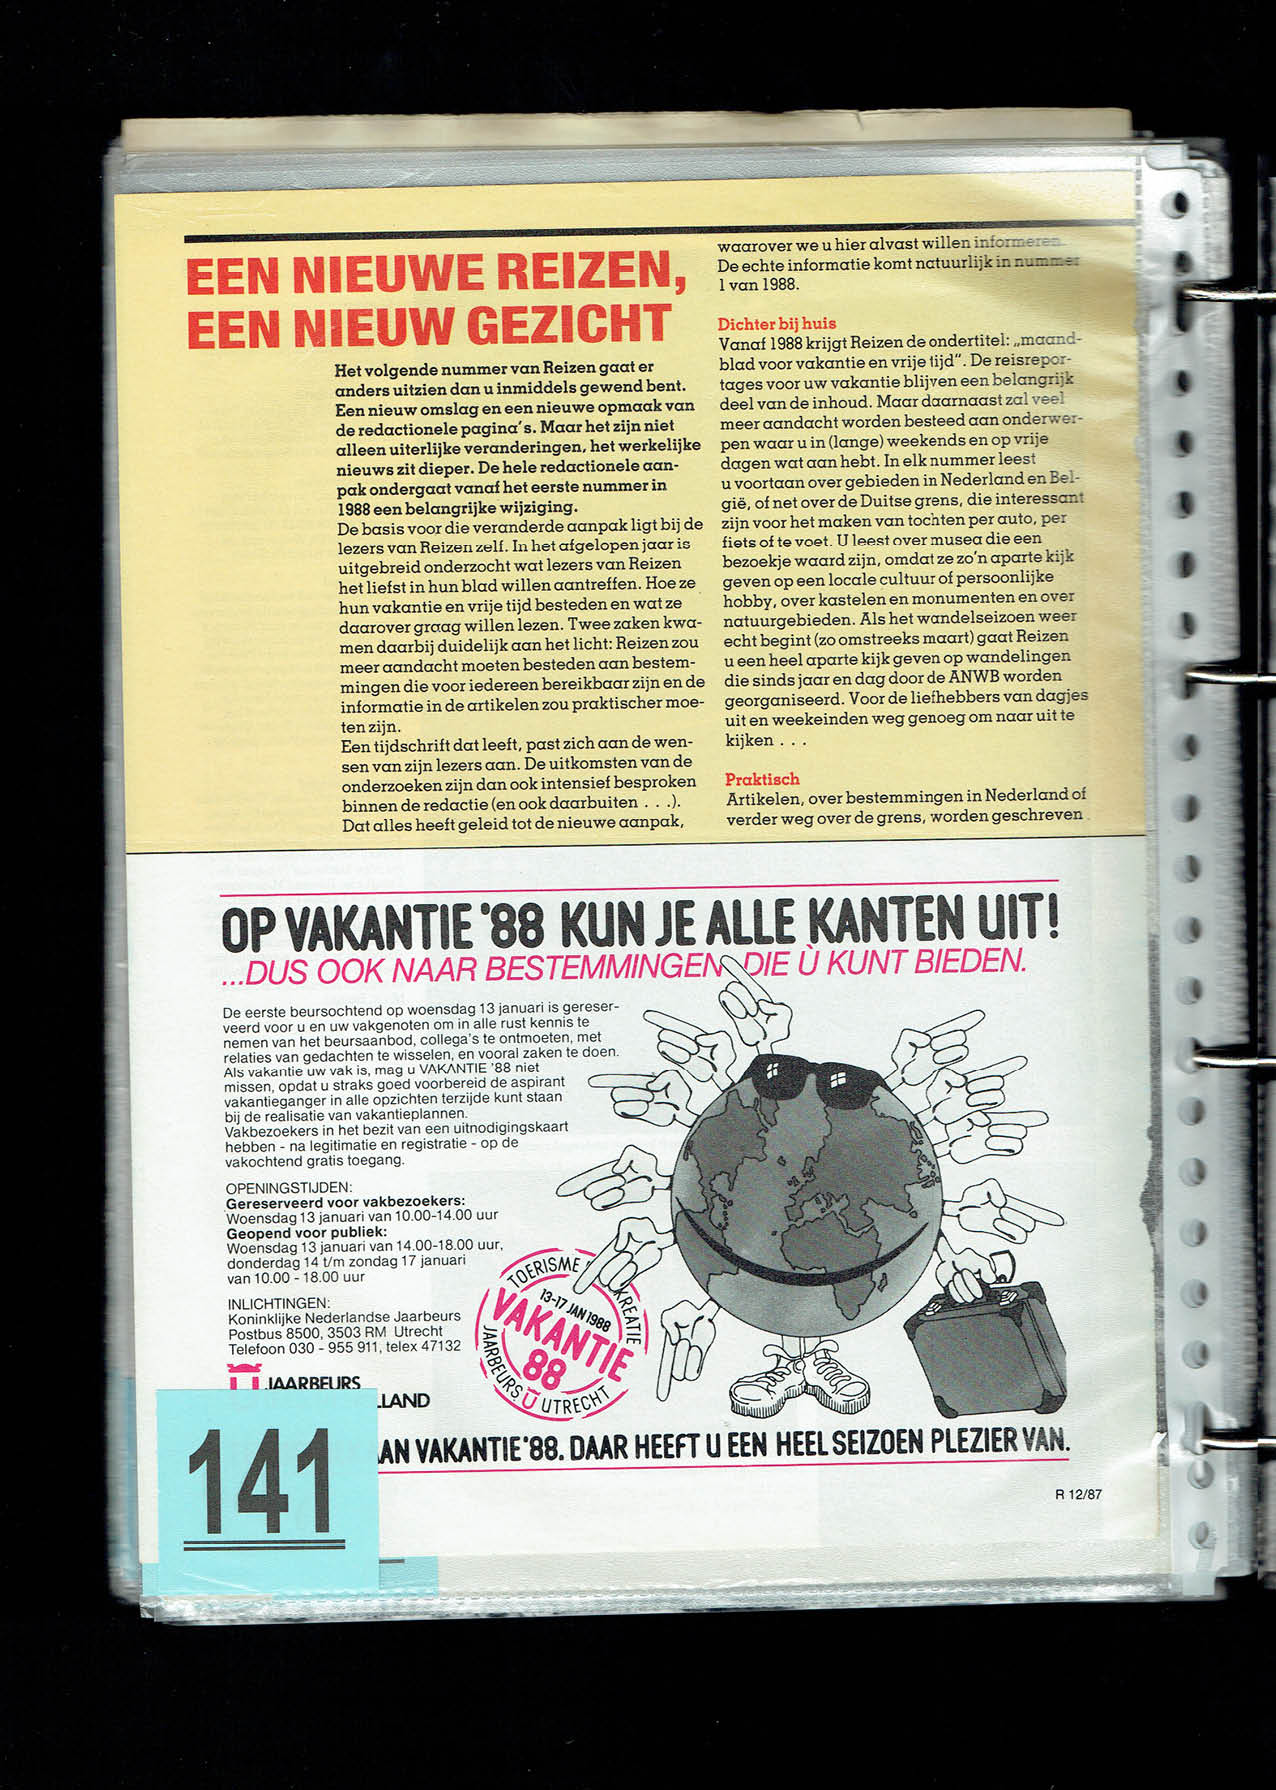 EEN NIEUWE REIZEN,
EEN NIEUW GEZICHT
Het volgende nummer van Reizen gaat er
anders uitzien dan u inmiddels gewend bent.
Een nieuw omslag en een nieuwe opmaak van
de redactionele pagina's. Maar het zijn niet
alleen uiterlijke veranderingen, het werkelijke
nieuws zit dieper. De hele redactionele aan-
pak ondergaat vanaf het eerste nummer in
1988 een belangrijke wijziging.
De basis voor die veranderde aanpak ligt bij de
lezers van Reizen zelf. In het afgelopen jaar is
uitgebreid onderzocht wat lezers van Reizen
het liefst in hun blad willen aantreffen. Hoe ze
hun vakantie en vrije tijd besteden en wat ze
daarover graag willen lezen. Twee zaken kwa-
men daarbij duidelijk aan het licht: Reizen zou
meer aandacht moeten besteden aan bestem-
mingen die voor iedereen bereikbaar zijn en de
informatie in de artikelen zou praktischer moe-
ten zijn.
Een tijdschrift dat leeft, past zich aan de wen-
sen van zijn lezers aan. De uitkomsten van de
onderzoeken zijn dan ook intensief besproken
binnen de redactie (en ook daarbuiten . . .).
Dat alles heeft geleid tot de nieuwe aanpak,
waarover we u hier alvast willen informeren.
De echte informatie komt natuurlijk in nummer
1 van 1988.
Dichter bij huis
Vanaf 1988 krijgt Reizen de ondertitel: „maand-
blad voor vakantie en vrije tijd". De reisrepor-
tages voor uw vakantie blijven een belangrijk
deel van de inhoud. Maar daarnaast zal veel
meer aandacht worden besteed aan onderwer-
pen waar u in (lange) weekends en op vrije
dagen wat aan hebt. In elk nummer leest
u voortaan over gebieden in Nederland en Bel-
gië, of net over de Duitse grens, die interessant
zijn voor het maken van tochten per auto, per
fiets of te voet. U leest over musea die een
bezoekje waard zijn, omdat ze zo'n aparte kijk
geven op een locale cultuur of persoonlijke
hobby, over kastelen en monumenten en over
natuurgebieden. Als het wandelseizoen weer
echt begint (zo omstreeks maart) gaat Reizen
u een heel aparte kijk geven op wandelingen
die sinds jaar en dag door de ANWB worden
georganiseerd. Voor de liefhebbers van dagjes
uit en weekeinden weg genoeg om naar uit te
kijken . . .
Praktisch
Artikelen, over bestemmingen in Nederland of
verder weg over de grens, worden geschreven
OP VAKANTIE '88 KUN JE ALLE KANTEN UIT!
...DUS OOK NAAR BESTEMMINGEN DIE Ù KUNT BIEDEN.
De eerste beursochtend op woensdag 13 januari is gereser-
veerd voor u en uw vakgenoten om in alle rust kennis te
nemen van het beursaanbod, collega's te ontmoeten, met
relaties van gedachten te wisselen, en vooral zaken te doen.
Als vakantie uw vak is, mag u VAKANTIE '88 niet
missen, opdat u straks goed voorbereid de aspirant
vakantieganger in alle opzichten terzijde kunt staan
bij de realisatie van vakantieplannen.
Vakbezoekers in het bezit van een uitnodigingskaart
hebben - na legitimatie en registratie - op de
vakochtend gratis toegang.
OPENINGSTIJDEN:
Gereserveerd voor vakbezoekers:
Woensdag 13 januari van 10.00-14.00 uur
Geopend voor publiek:
Woensdag 13 januari van 14.00-18.00 uur,
donderdag 14 t/m zondag 17 januari
van 10.00 - 18.00 uur
INLICHTINGEN:
Koninklijke Nederlandse Jaarbeurs
Postbus 8500, 3503 RM Utrecht
Telefoon 030 - 955 911, telex 47132
JAARBEURS
LLAND
TOERISME KREATIE
13-17 JAN 1988
VAKANTIE
88
JAARBEURS UTRECHT
AN VAKANTIE '88. DAAR HEEFT U EEN HEEL SEIZOEN PLEZIER VAN.
R 12/87
141